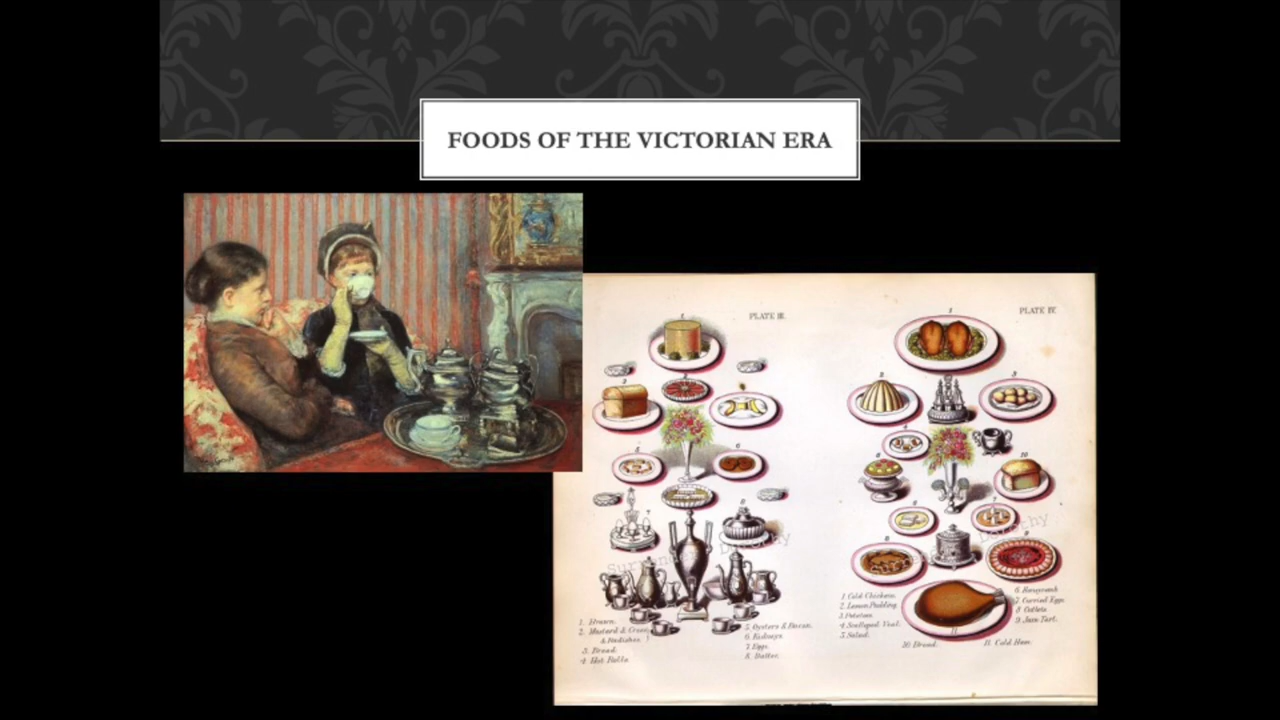 FOODS OF THE VICTORIAN ERA
PLATE III.
PLATE IV.
1. Brawn.
2. Mustard & Cress,
& Radishes.
3. Bread.
4 Hot Rolls
5. Oysters & Bacon.
6. Kidneys.
7 Eggs.
8. Butter.
1. Cold Chicken.
2. Lemon Pudding
3. Potatoes.
4. Scalloped Veal.
5. Salad.
6. Honeycomb
7. Curried Eggs.
8 Cutlets.
9. Jam Tart.
10 Bread.
11. Cold Ham.